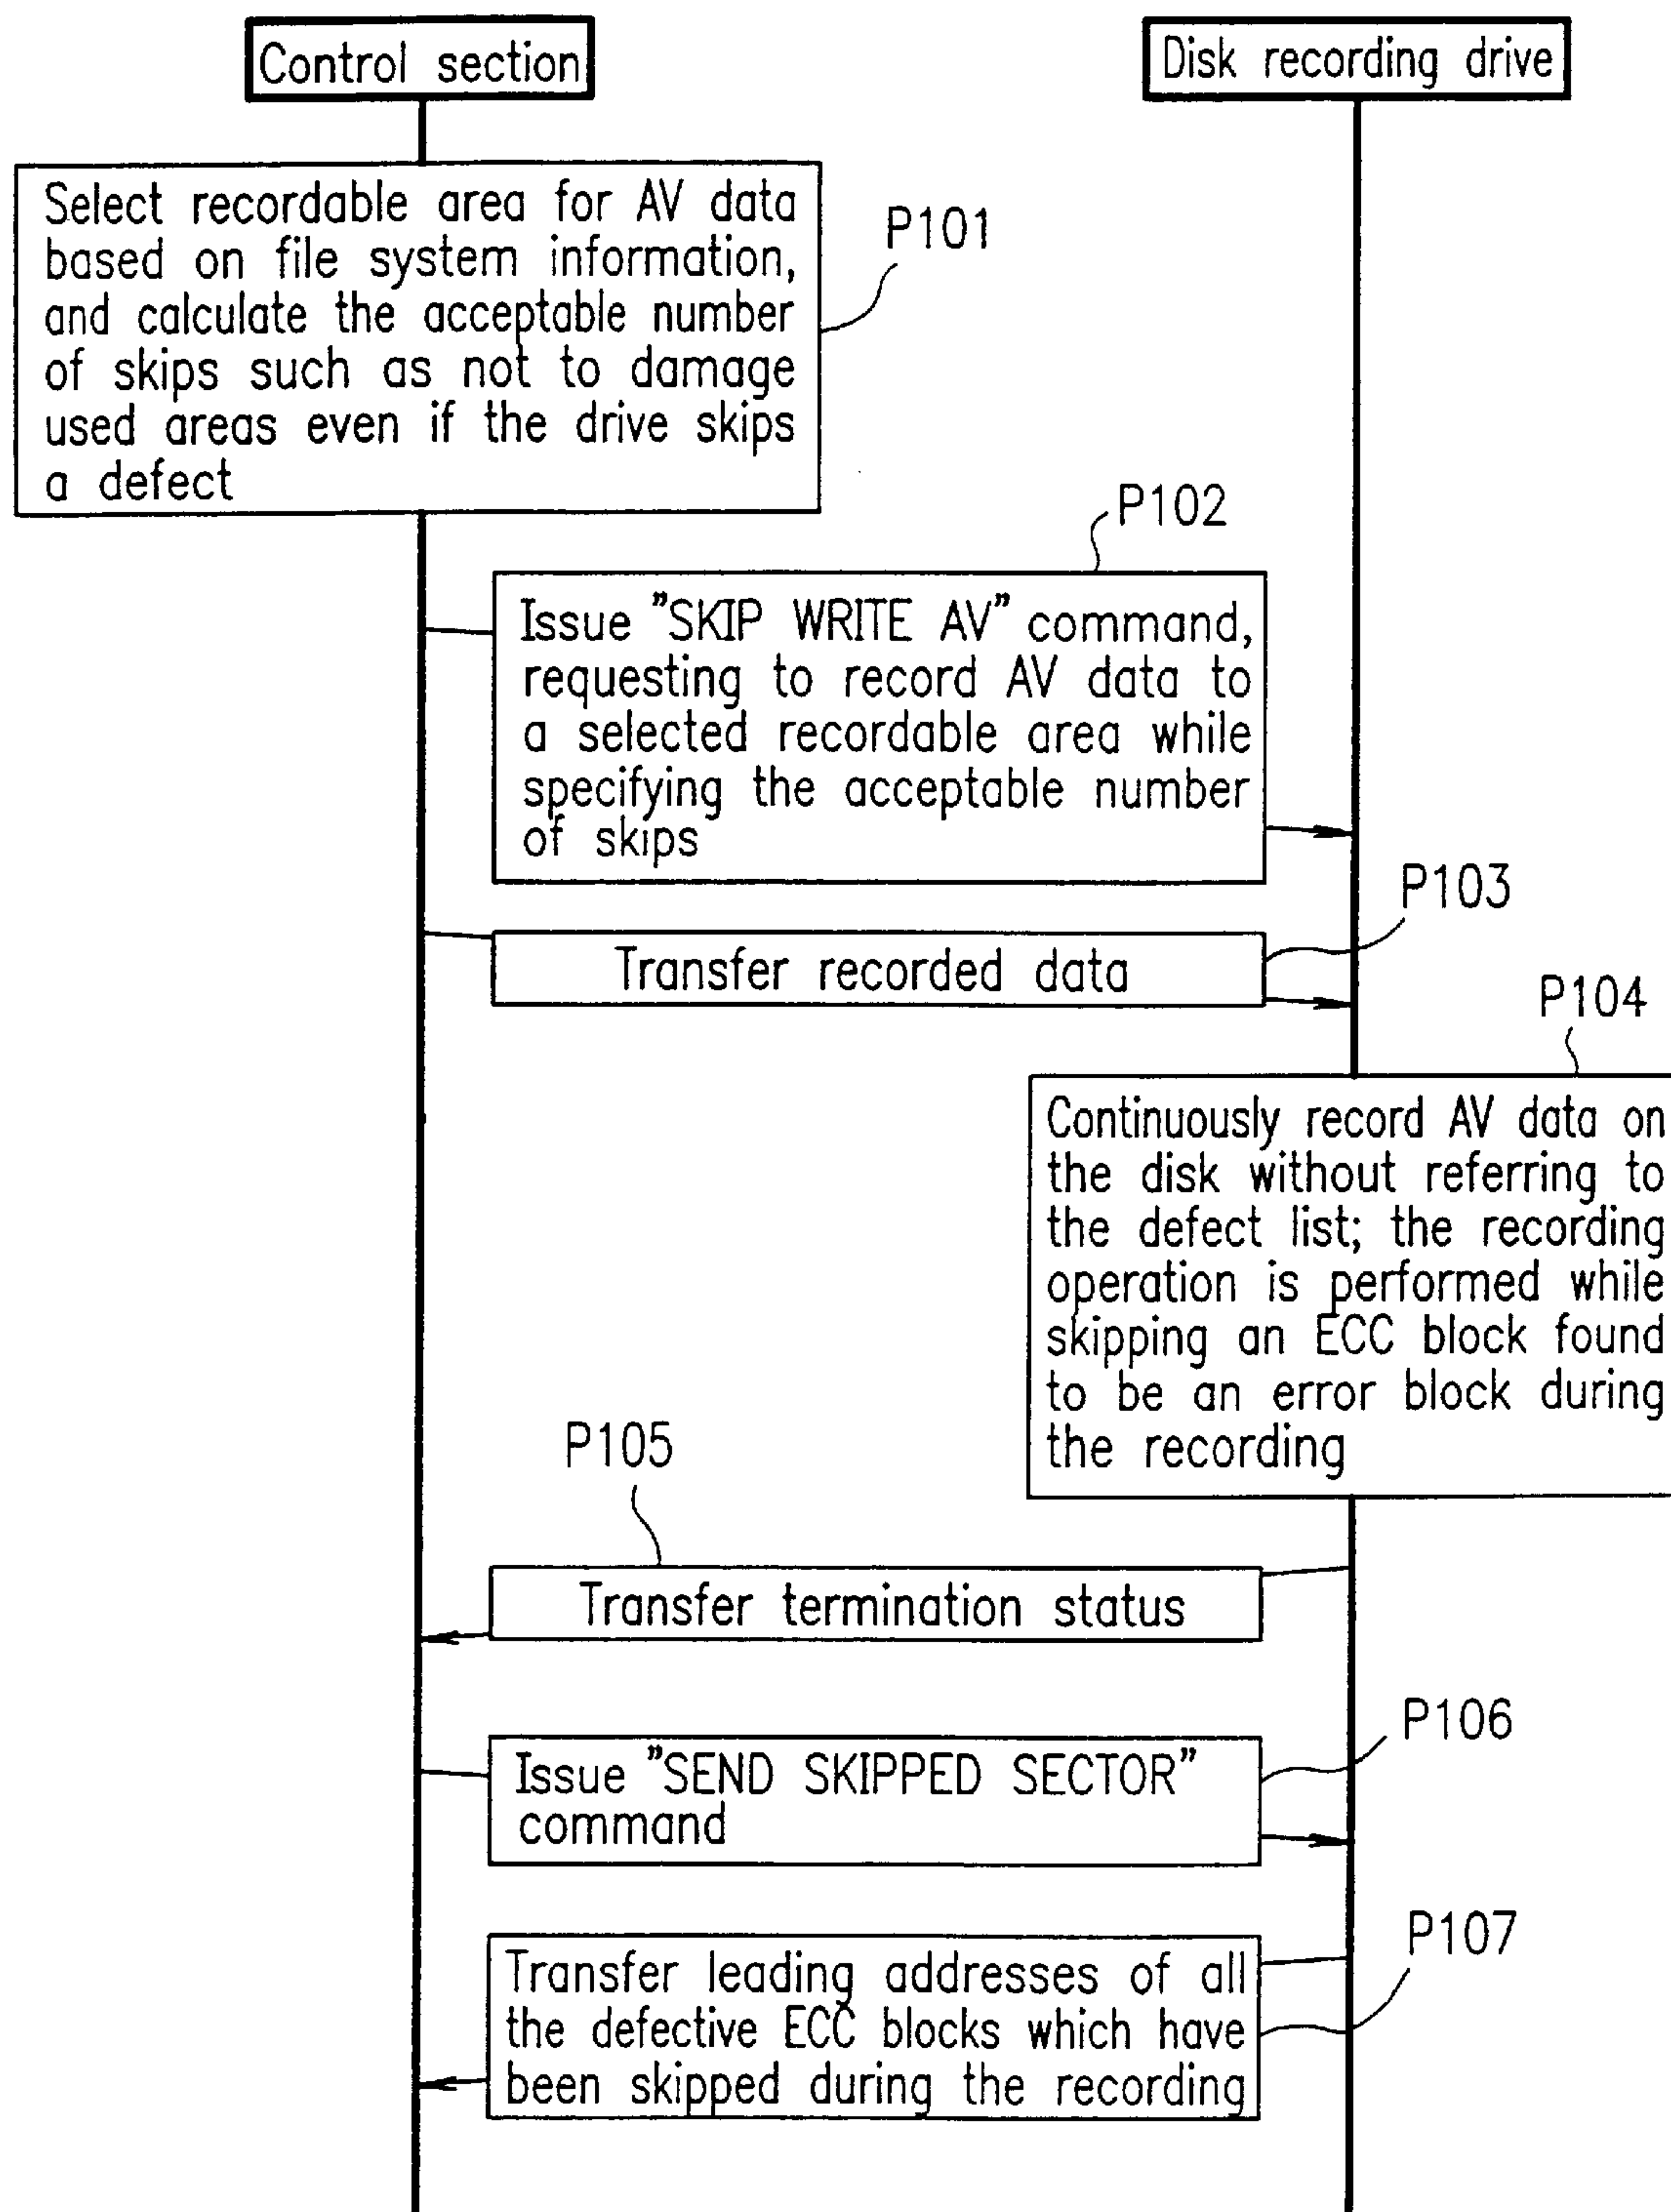 Control section
Disk recording drive
Select recordable area for AV data
based on file system information,
and calculate the acceptable number
of skips such as not to damage
used areas even if the drive skips
a defect
P101
P102
Issue "SKIP WRITE AV" command,
requesting to record AV data to
a selected recordable area while
specifying the acceptable number
of skips
P103
Transfer recorded data
P104
Continuously record AV data on
the disk without referring to
the defect list; the recording
operation is performed while
skipping an ECC block found
to be an error block during
the recording
P105
Transfer termination status
P106
Issue "SEND SKIPPED SECTOR"
command
P107
Transfer leading addresses of all
the defective ECC blocks which have
been skipped during the recording